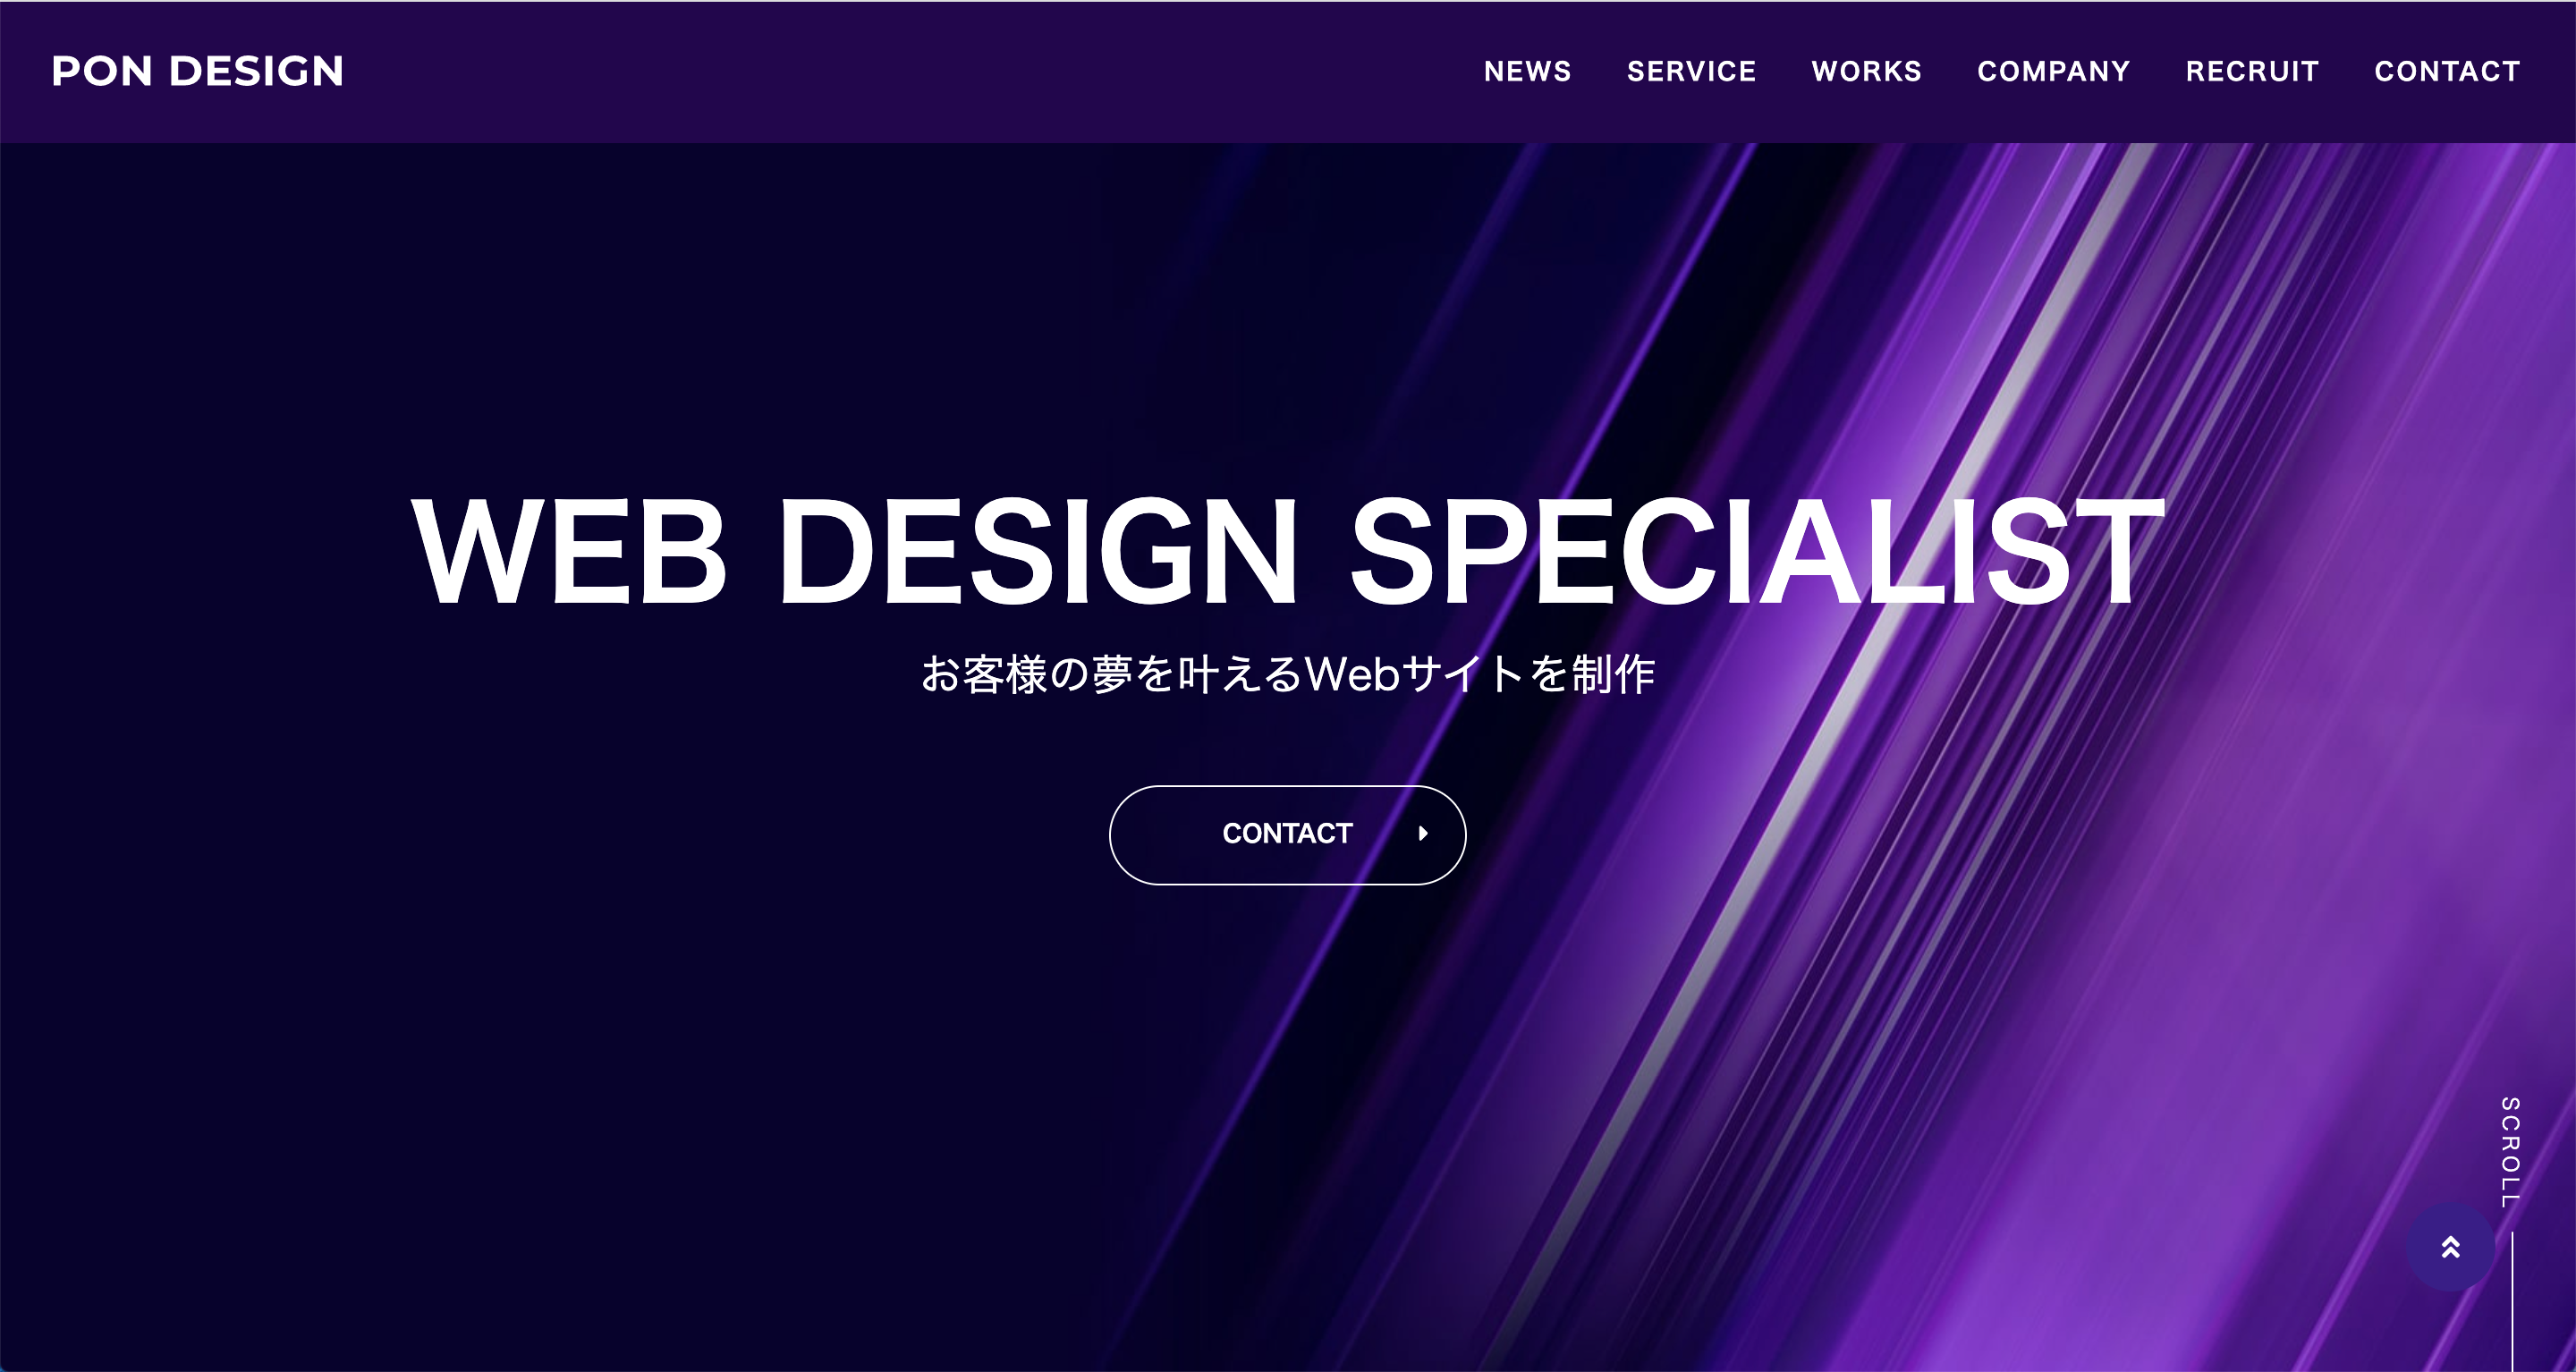 PON DESIGN
NEWS SERVICE WORKS COMPANY RECRUIT CONTACT
WEB DESIGN SPECIALIST
お客様の夢を叶えるWebサイトを制作
CONTACT
SCROLL